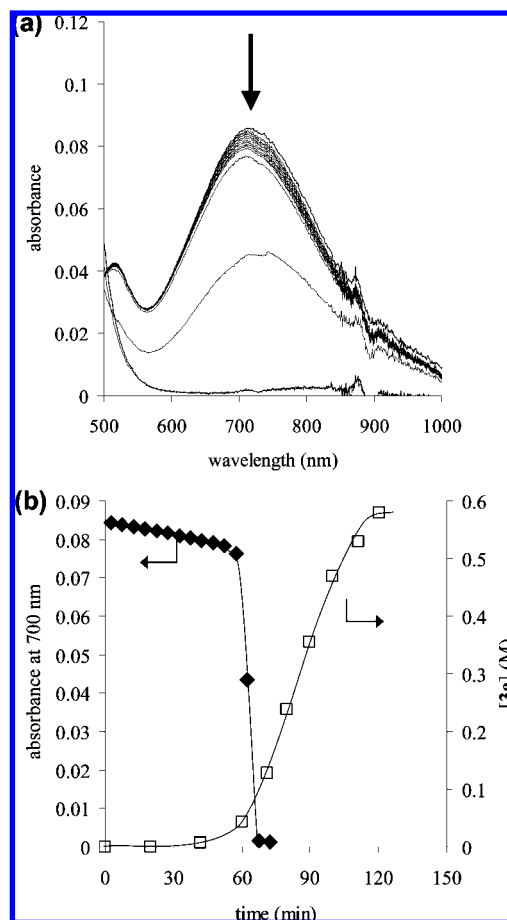 (a)
0.12
0.1
0.08
0.06
0.04
0.02
0
absorbance
500 600 700 800 900 1000
wavelength (nm)
(b)
0.09 0.6
0.08
0.07 0.5
0.06 0.4
0.05
0.04 0.3
0.03 0.2
0.02
0.01 0.1
0 0
absorbance at 700 nm
[3a] (M)
0 30 60 90 120 150
time (min)